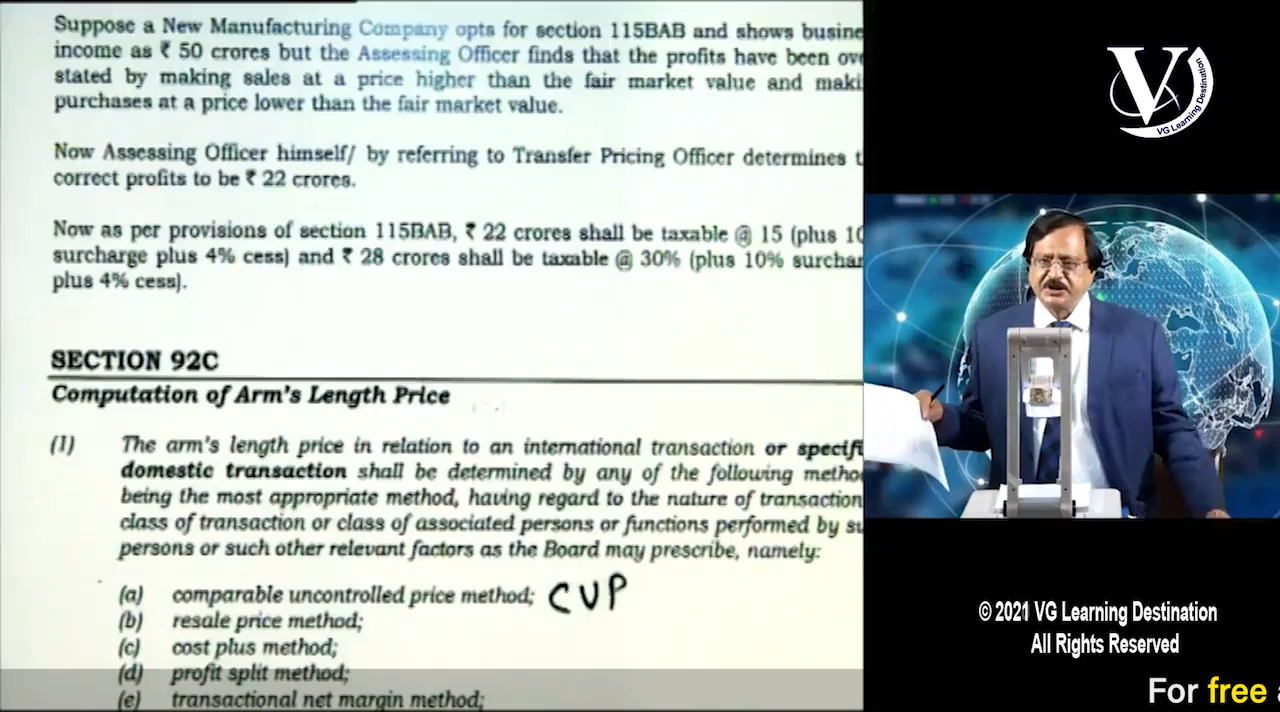 Suppose a New Manufacturing Company opts for section 115BAB and shows busine
income as ₹ 50 crores but the Assessing Officer finds that the profits have been ove
stated by making sales at a price higher than the fair market value and maki
purchases at a price lower than the fair market value.
Now Assessing Officer himself/ by referring to Transfer Pricing Officer determines t
correct profits to be ₹ 22 crores.
Now as per provisions of section 115BAB, ₹ 22 crores shall be taxable @ 15 (plus 10
surcharge plus 4% cess) and ₹ 28 crores shall be taxable @ 30% (plus 10% surchar
plus 4% cess).
SECTION 92C
Computation of Arm's Length Price
(1) The arm's length price in relation to an international transaction or specifi
domestic transaction shall be determined by any of the following metho
being the most appropriate method, having regard to the nature of transaction
class of transaction or class of associated persons or functions performed by su
persons or such other relevant factors as the Board may prescribe, namely:
(a) comparable uncontrolled price method; CUP
(b) resale price method;
(c) cost plus method;
(d) profit split method;
(e) transactional net margin method;
V
VG Learning Destination
© 2021 VG Learning Destination
All Rights Reserved
For free a